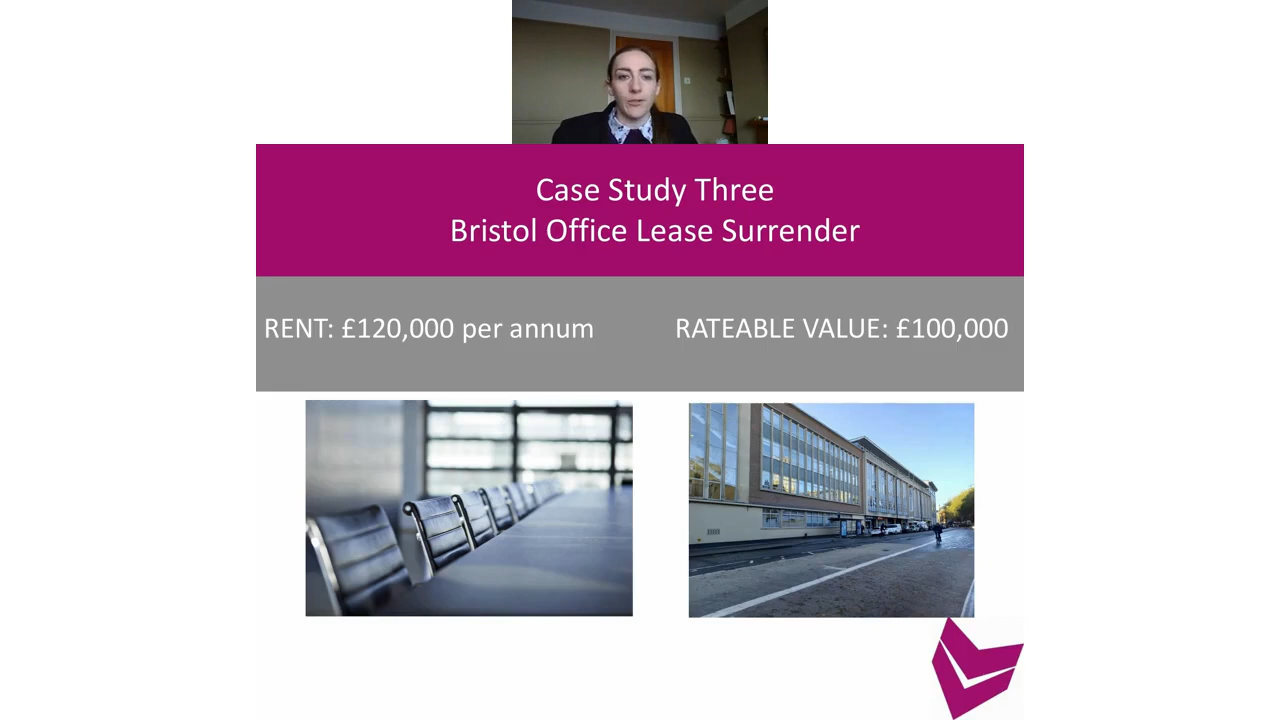 Case Study Three
Bristol Office Lease Surrender
RENT: £120,000 per annum
RATEABLE VALUE: £100,000